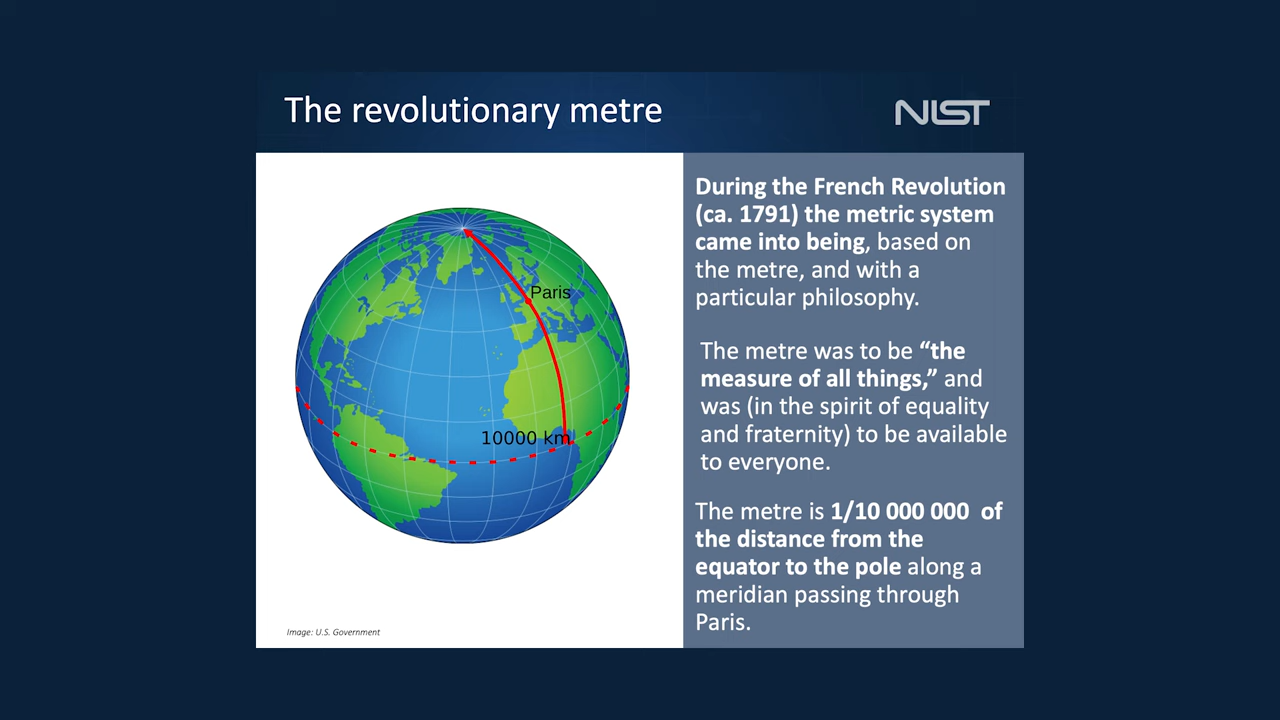 The revolutionary metre
NIST
Paris
10000 km
Image: U.S. Government
During the French Revolution
(ca. 1791) the metric system
came into being, based on
the metre, and with a
particular philosophy.
The metre was to be “the
measure of all things,” and
was (in the spirit of equality
and fraternity) to be available
to everyone.
The metre is 1/10 000 000 of
the distance from the
equator to the pole along a
meridian passing through
Paris.